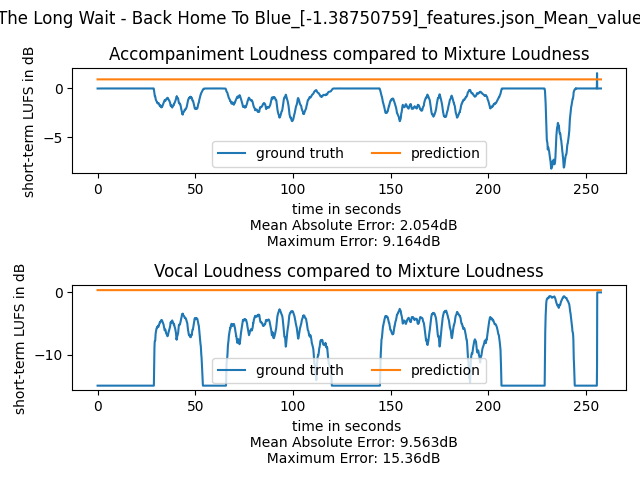 The Long Wait - Back Home To Blue_[-1.38750759]_features.json_Mean_value
Accompaniment Loudness compared to Mixture Loudness
short-term LUFS in dB
0
−5
ground truth
prediction
0 50 100 150 200 250
time in seconds
Mean Absolute Error: 2.054dB
Maximum Error: 9.164dB
Vocal Loudness compared to Mixture Loudness
short-term LUFS in dB
0
−10
ground truth
prediction
0 50 100 150 200 250
time in seconds
Mean Absolute Error: 9.563dB
Maximum Error: 15.36dB